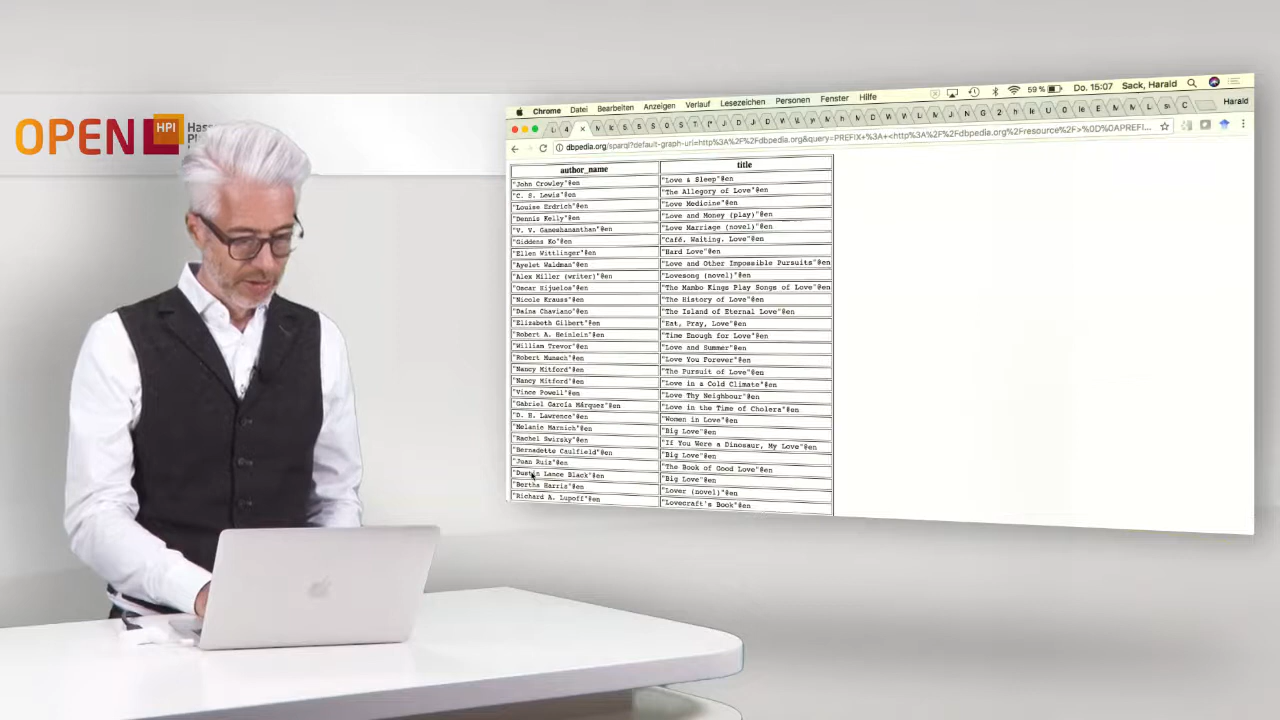 OPEN HPI
Chrome Datei Bearbeiten Anzeigen Verlauf Lesezeichen Personen Fenster Hilfe 59 % Do. 15:07 Sack, Harald
Harald
dbpedia.org/sparql?default-graph-uri=http%3A%2F%2Fdbpedia.org&query=PREFIX+%3A+<http%3A%2F%2Fdbpedia.org%2Fresource%2F>%0D%0APREFI...
author_name title
"John Crowley"@en "Love & Sleep"@en
"C. S. Lewis"@en "The Allegory of Love"@en
"Louise Erdrich"@en "Love Medicine"@en
"Dennis Kelly"@en "Love and Money (play)"@en
"V. V. Ganeshananthan"@en "Love Marriage (novel)"@en
"Giddens Ko"@en "Café. Waiting. Love"@en
"Ellen Wittlinger"@en "Hard Love"@en
"Ayelet Waldman"@en "Love and Other Impossible Pursuits"@en
"Alex Miller (writer)"@en "Lovesong (novel)"@en
"Oscar Hijuelos"@en "The Mambo Kings Play Songs of Love"@en
"Nicole Krauss"@en "The History of Love"@en
"Daína Chaviano"@en "The Island of Eternal Love"@en
"Elizabeth Gilbert"@en "Eat, Pray, Love"@en
"Robert A. Heinlein"@en "Time Enough for Love"@en
"William Trevor"@en "Love and Summer"@en
"Robert Munsch"@en "Love You Forever"@en
"Nancy Mitford"@en "The Pursuit of Love"@en
"Nancy Mitford"@en "Love in a Cold Climate"@en
"Vince Powell"@en "Love Thy Neighbour"@en
"Gabriel García Márquez"@en "Love in the Time of Cholera"@en
"D. H. Lawrence"@en "Women in Love"@en
"Melanie Marnich"@en "Big Love"@en
"Rachel Swirsky"@en "If You Were a Dinosaur, My Love"@en
"Bernadette Caulfield"@en "Big Love"@en
"Juan Ruiz"@en "The Book of Good Love"@en
"Dustin Lance Black"@en "Big Love"@en
"Bertha Harris"@en "Lover (novel)"@en
"Richard A. Lupoff"@en "Lovecraft's Book"@en